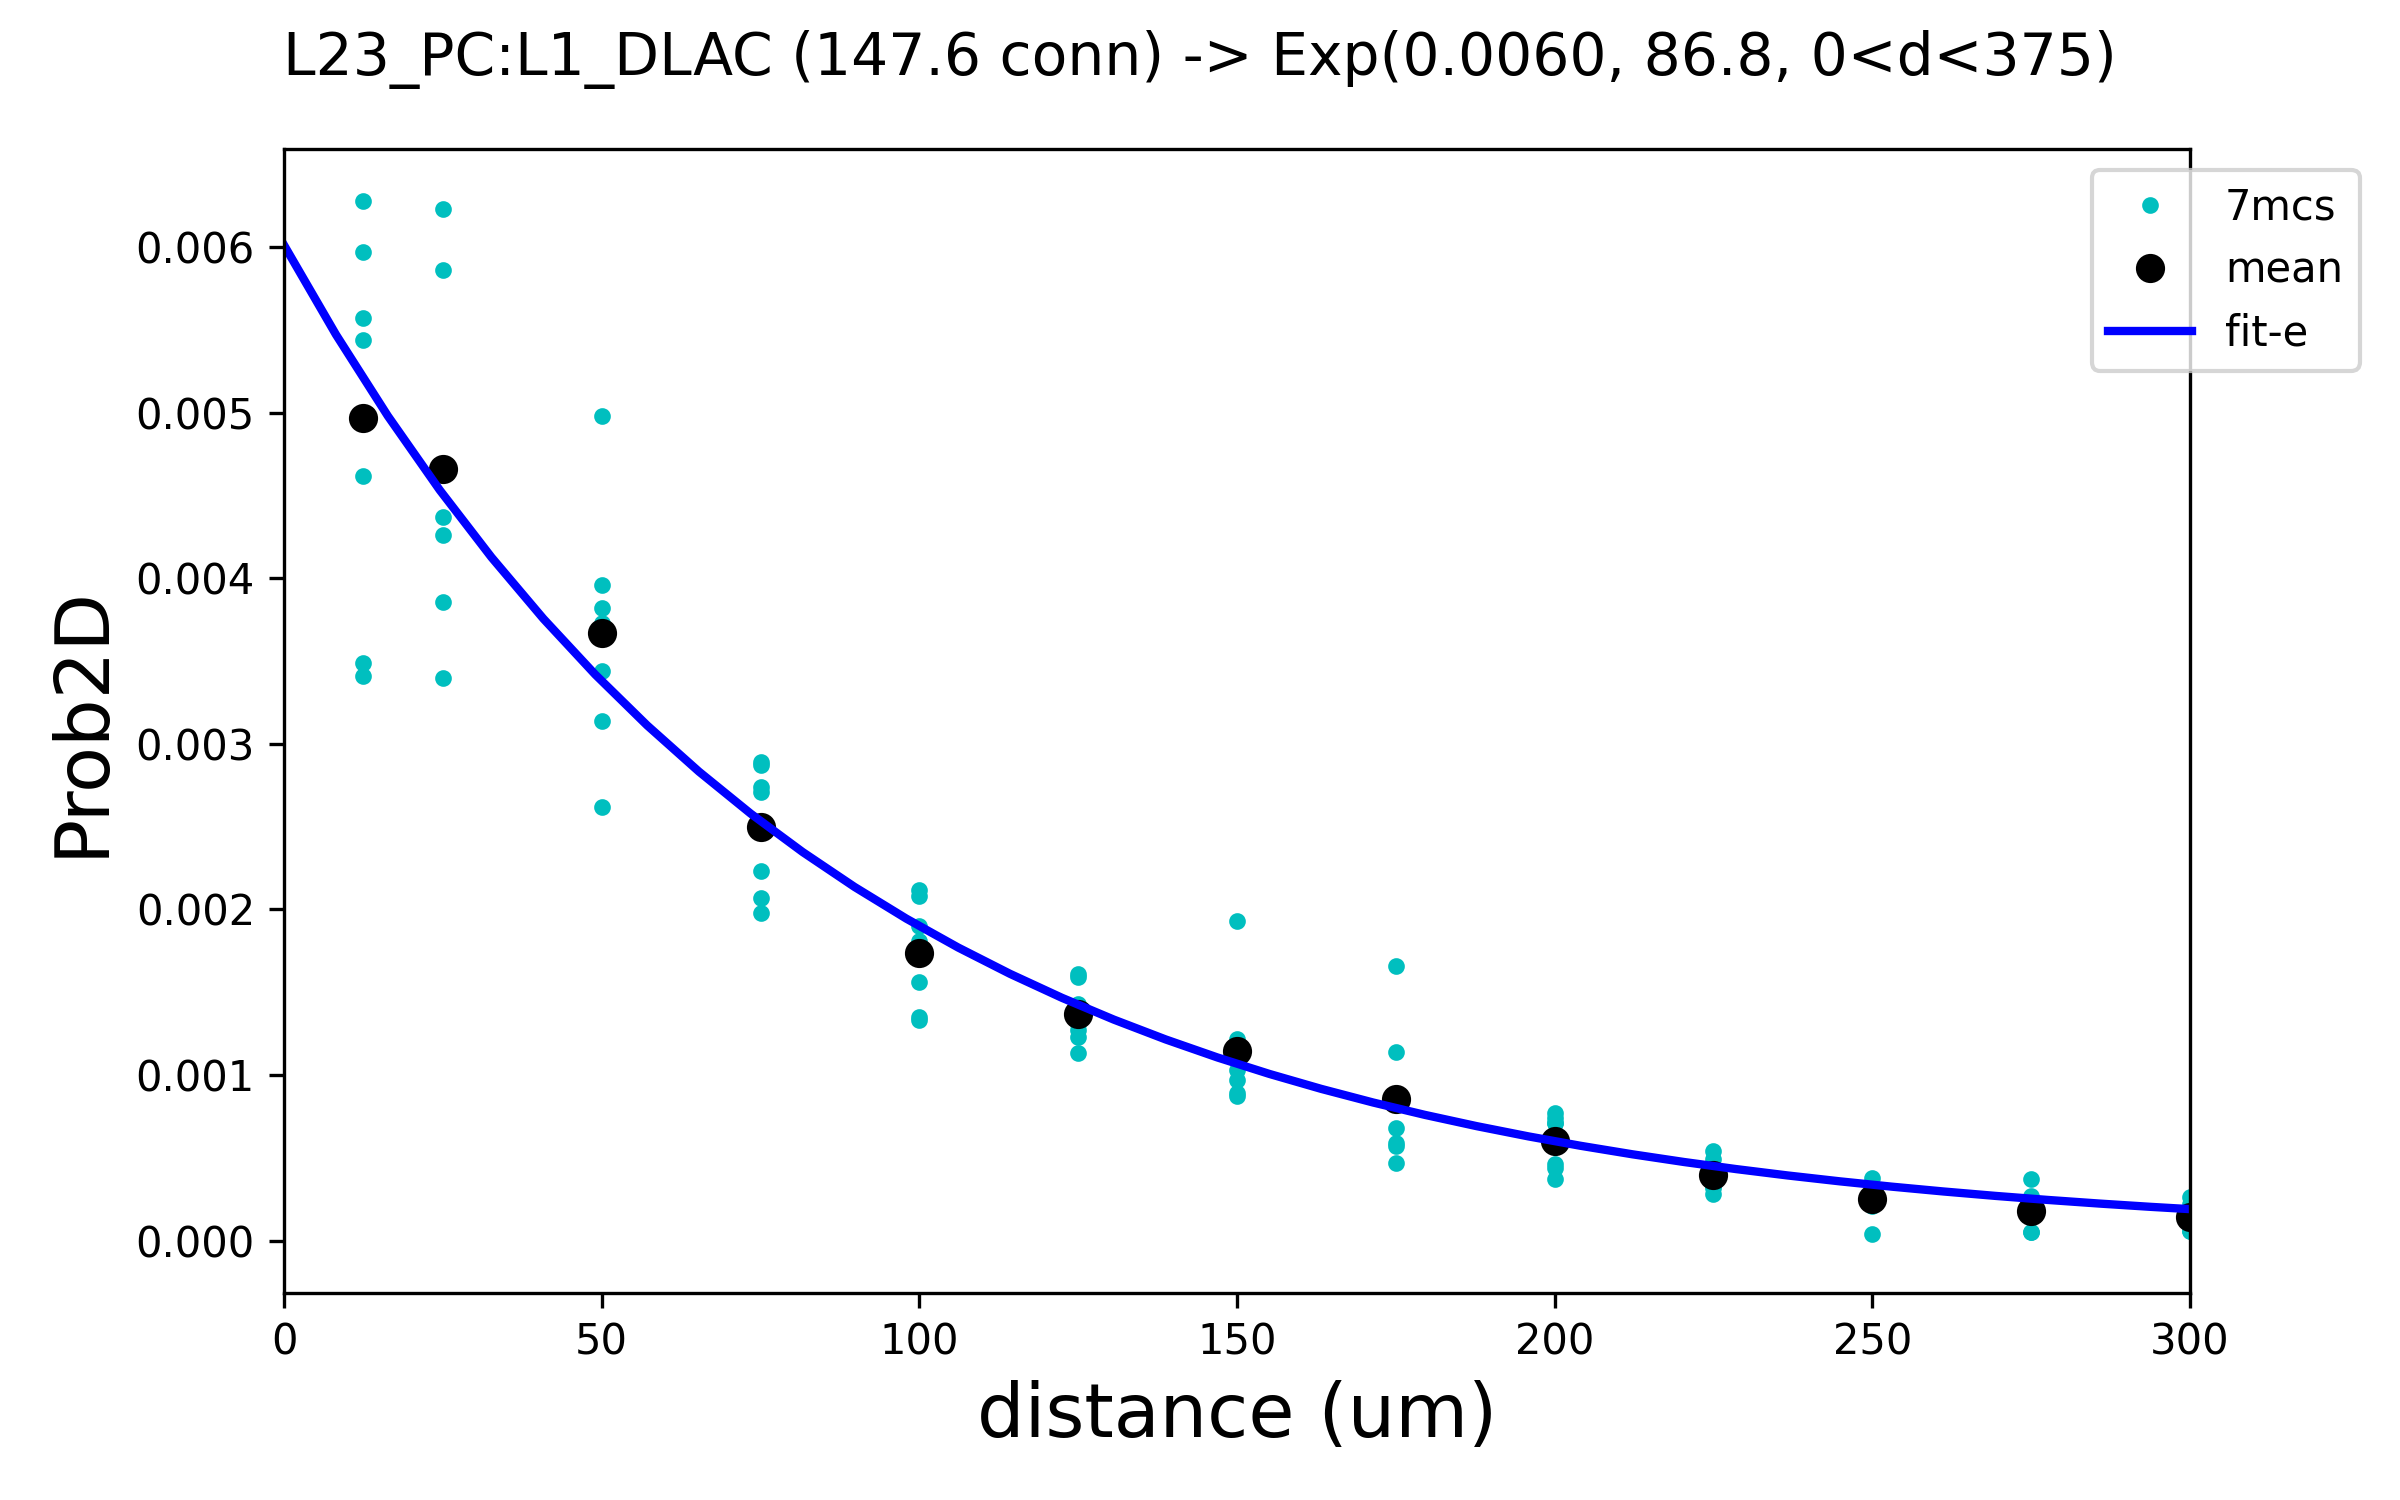 L23_PC:L1_DLAC (147.6 conn) -> Exp(0.0060, 86.8, 0<d<375)
7mcs
mean
fit-e
0.006
0.005
0.004
0.003
0.002
0.001
0.000
Prob2D
0 50 100 150 200 250 300
distance (um)